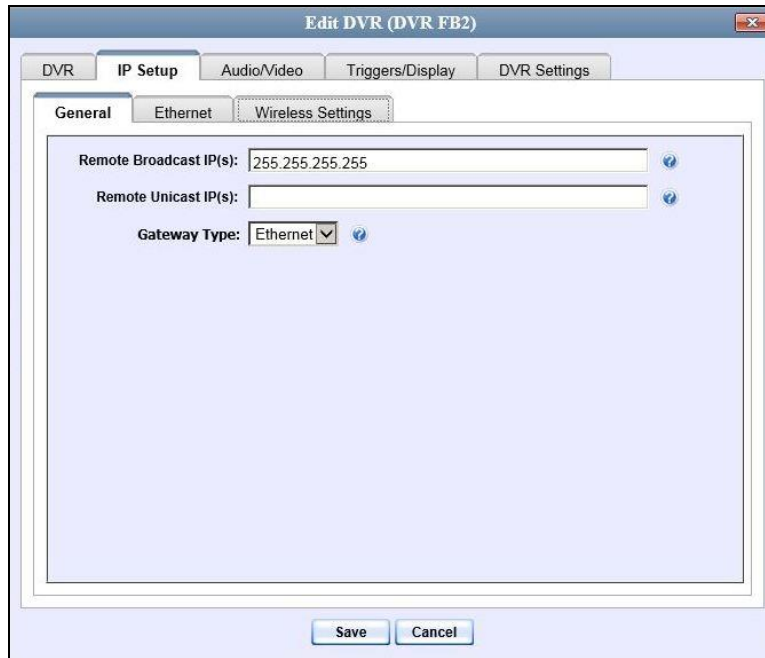 Edit DVR (DVR FB2)
DVR IP Setup Audio/Video Triggers/Display DVR Settings
General Ethernet Wireless Settings
Remote Broadcast IP(s): 255.255.255.255
Remote Unicast IP(s):
Gateway Type: Ethernet
Save Cancel